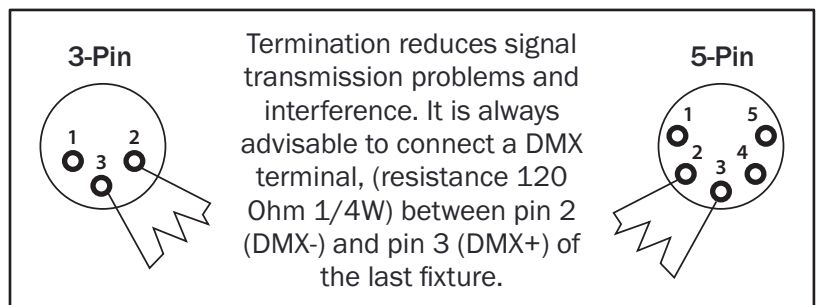 3-Pin
1
2
3
Termination reduces signal
transmission problems and
interference. It is always
advisable to connect a DMX
terminal, (resistance 120
Ohm 1/4W) between pin 2
(DMX-) and pin 3 (DMX+) of
the last fixture.
5-Pin
1
5
2
4
3